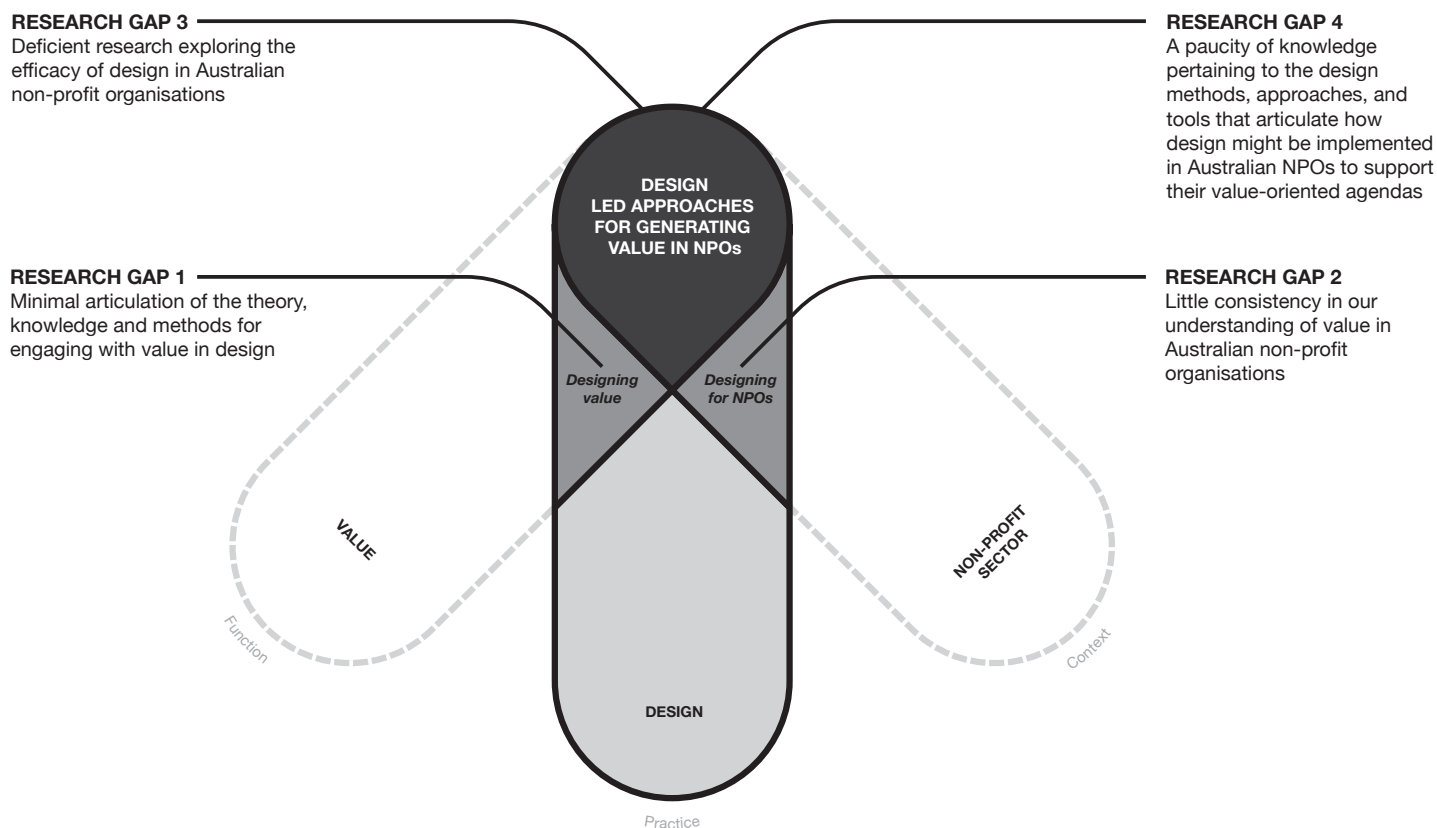 RESEARCH GAP 3
Deficient research exploring the
efficacy of design in Australian
non-profit organisations
RESEARCH GAP 4
A paucity of knowledge
pertaining to the design
methods, approaches, and
tools that articulate how
design might be implemented
in Australian NPOs to support
their value-oriented agendas
DESIGN
LED APPROACHES
FOR GENERATING
VALUE IN NPOs
RESEARCH GAP 1
Minimal articulation of the theory,
knowledge and methods for
engaging with value in design
RESEARCH GAP 2
Little consistency in our
understanding of value in
Australian non-profit
organisations
Designing
value
Designing
for NPOs
VALUE
NON-PROFIT
SECTOR
Function
Context
DESIGN
Practice